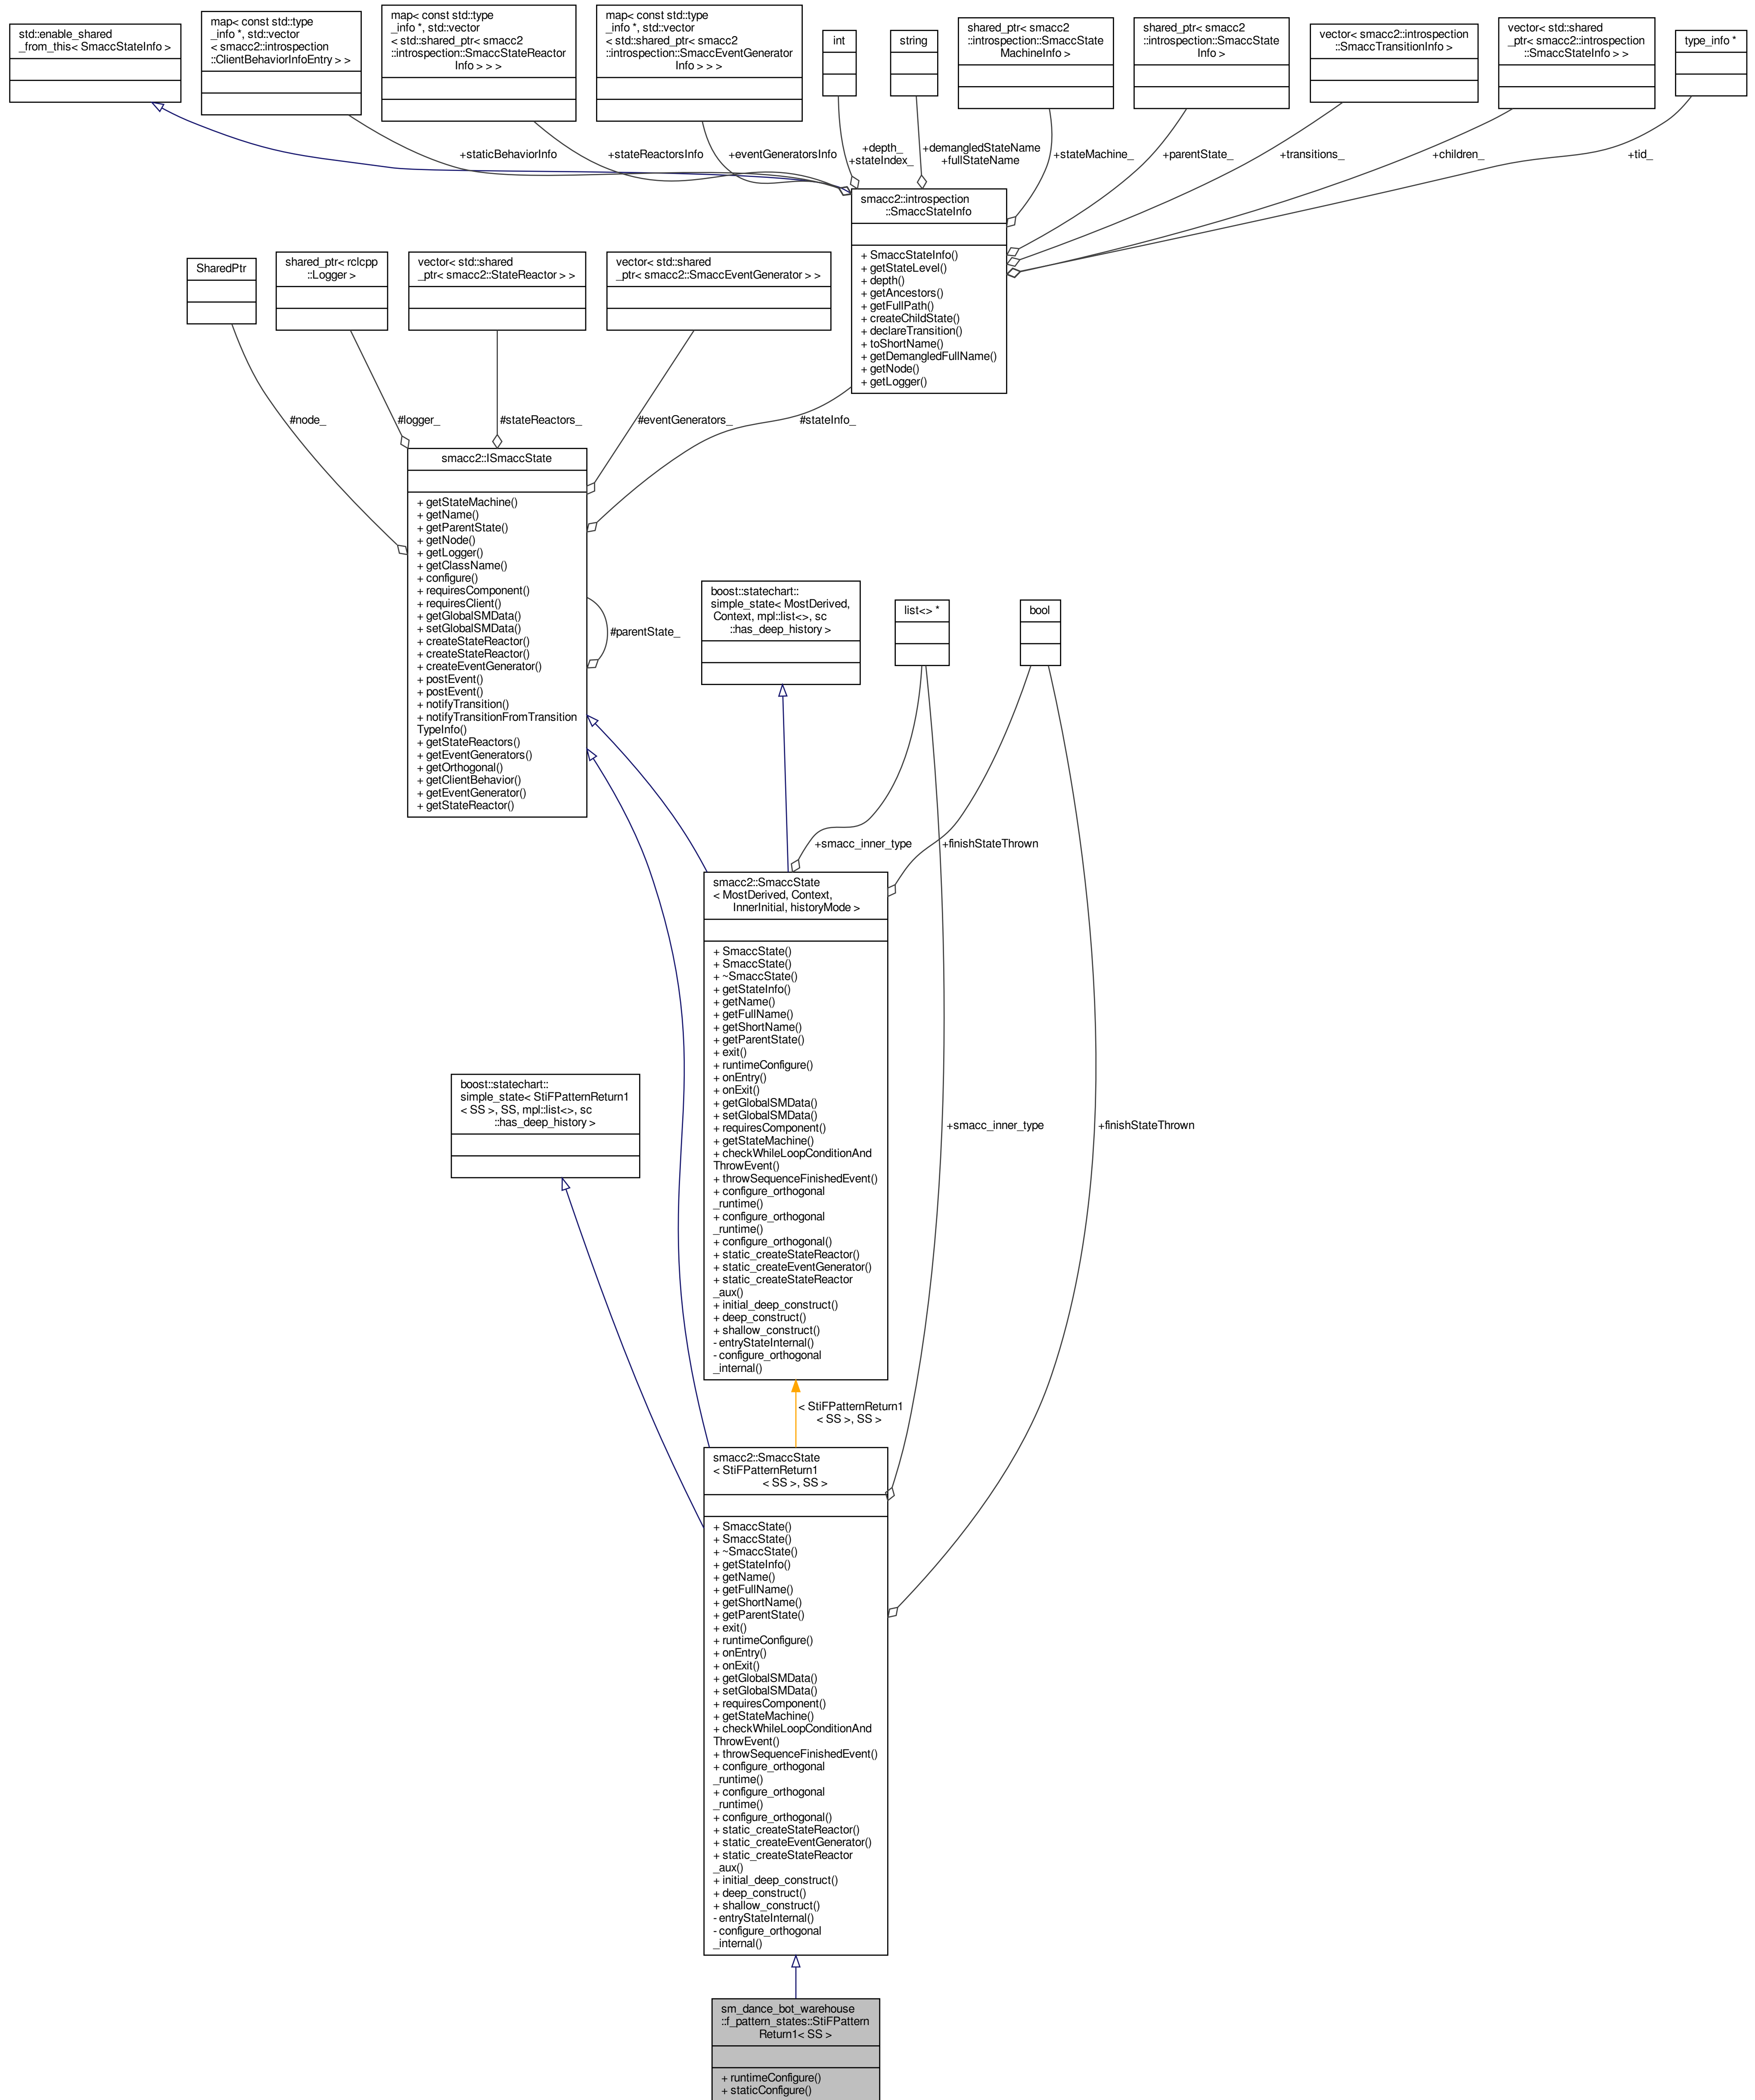 std::enable_shared
_from_this< SmaccStateInfo >
map< const std::type
_info *, std::vector
< smacc2::introspection
::ClientBehaviorInfoEntry > >
map< const std::type
_info *, std::vector
< std::shared_ptr< smacc2
::introspection::SmaccStateReactor
Info > > >
map< const std::type
_info *, std::vector
< std::shared_ptr< smacc2
::introspection::SmaccEventGenerator
Info > > >
int
string
shared_ptr< smacc2
::introspection::SmaccState
MachineInfo >
shared_ptr< smacc2
::introspection::SmaccState
Info >
vector< smacc2::introspection
::SmaccTransitionInfo >
vector< std::shared
_ptr< smacc2::introspection
::SmaccStateInfo > >
type_info *
+staticBehaviorInfo
+stateReactorsInfo
+eventGeneratorsInfo
+depth_
+stateIndex_
+demangledStateName
+fullStateName
+stateMachine_
+parentState_
+transitions_
+children_
+tid_
smacc2::introspection
::SmaccStateInfo
+ SmaccStateInfo()
+ getStateLevel()
+ depth()
+ getAncestors()
+ getFullPath()
+ createChildState()
+ declareTransition()
+ toShortName()
+ getDemangledFullName()
+ getNode()
+ getLogger()
SharedPtr
shared_ptr< rclcpp
::Logger >
vector< std::shared
_ptr< smacc2::StateReactor > >
vector< std::shared
_ptr< smacc2::SmaccEventGenerator > >
#node_
#logger_
#stateReactors_
#eventGenerators_
#stateInfo_
smacc2::ISmaccState
+ getStateMachine()
+ getName()
+ getParentState()
+ getNode()
+ getLogger()
+ getClassName()
+ configure()
+ requiresComponent()
+ requiresClient()
+ getGlobalSMData()
+ setGlobalSMData()
+ createStateReactor()
+ createStateReactor()
+ createEventGenerator()
+ postEvent()
+ postEvent()
+ notifyTransition()
+ notifyTransitionFromTransition
TypeInfo()
+ getStateReactors()
+ getEventGenerators()
+ getOrthogonal()
+ getClientBehavior()
+ getEventGenerator()
+ getStateReactor()
#parentState_
boost::statechart::
simple_state< MostDerived,
Context, mpl::list<>, sc
::has_deep_history >
list<> *
bool
+smacc_inner_type
+finishStateThrown
smacc2::SmaccState
< MostDerived, Context,
InnerInitial, historyMode >
+ SmaccState()
+ SmaccState()
+ ~SmaccState()
+ getStateInfo()
+ getName()
+ getFullName()
+ getShortName()
+ getParentState()
+ exit()
+ runtimeConfigure()
+ onEntry()
+ onExit()
+ getGlobalSMData()
+ setGlobalSMData()
+ requiresComponent()
+ getStateMachine()
+ checkWhileLoopConditionAnd
ThrowEvent()
+ throwSequenceFinishedEvent()
+ configure_orthogonal
_runtime()
+ configure_orthogonal
_runtime()
+ configure_orthogonal()
+ static_createStateReactor()
+ static_createEventGenerator()
+ static_createStateReactor
_aux()
+ initial_deep_construct()
+ deep_construct()
+ shallow_construct()
- entryStateInternal()
- configure_orthogonal
_internal()
boost::statechart::
simple_state< StiFPatternReturn1
< SS >, SS, mpl::list<>, sc
::has_deep_history >
+smacc_inner_type
+finishStateThrown
< StiFPatternReturn1
< SS >, SS >
smacc2::SmaccState
< StiFPatternReturn1
< SS >, SS >
+ SmaccState()
+ SmaccState()
+ ~SmaccState()
+ getStateInfo()
+ getName()
+ getFullName()
+ getShortName()
+ getParentState()
+ exit()
+ runtimeConfigure()
+ onEntry()
+ onExit()
+ getGlobalSMData()
+ setGlobalSMData()
+ requiresComponent()
+ getStateMachine()
+ checkWhileLoopConditionAnd
ThrowEvent()
+ throwSequenceFinishedEvent()
+ configure_orthogonal
_runtime()
+ configure_orthogonal
_runtime()
+ configure_orthogonal()
+ static_createStateReactor()
+ static_createEventGenerator()
+ static_createStateReactor
_aux()
+ initial_deep_construct()
+ deep_construct()
+ shallow_construct()
- entryStateInternal()
- configure_orthogonal
_internal()
sm_dance_bot_warehouse
::f_pattern_states::StiFPattern
Return1< SS >
+ runtimeConfigure()
+ staticConfigure()